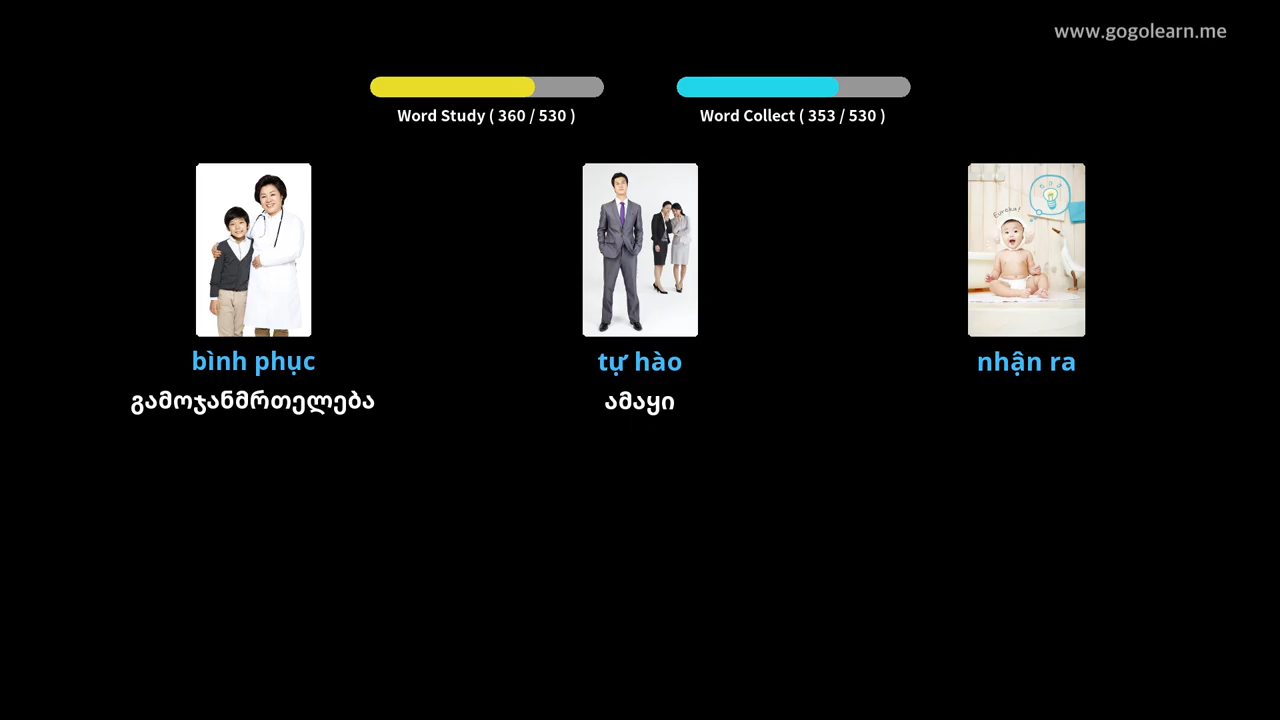 www.gogolearn.me
Word Study ( 360 / 530 )
Word Collect ( 353 / 530 )
Eureka!
bình phục
tự hào
nhận ra
გამოჯანმრთელება
ამაყი